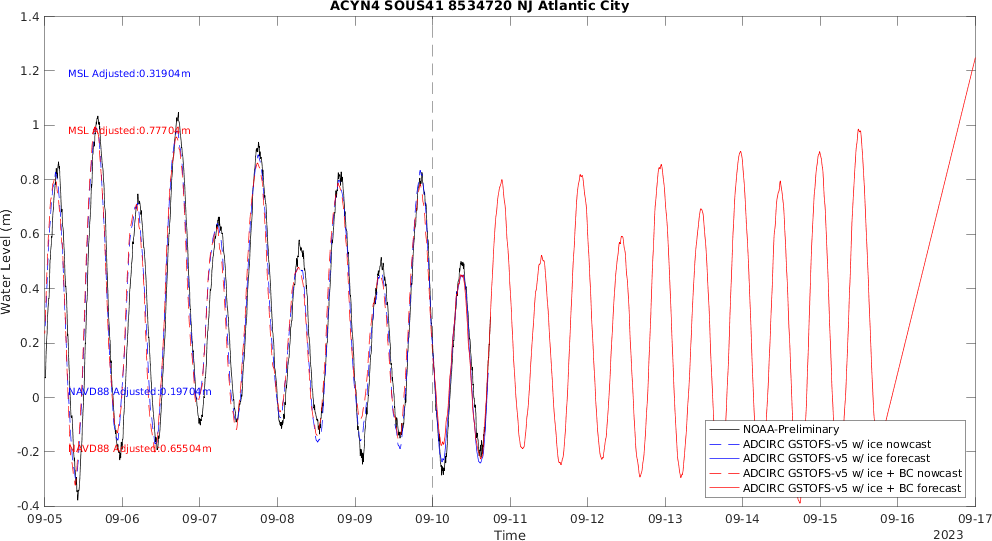 ACYN4 SOUS41 8534720 NJ Atlantic City
1.4
1.2
1
0.8
0.6
0.4
0.2
0
-0.2
-0.4
Water Level (m)
MSL Adjusted:0.31904m
MSL Adjusted:0.77704m
NAVD88 Adjusted:0.19704m
NAVD88 Adjusted:0.65504m
NOAA-Preliminary
ADCIRC GSTOFS-v5 w/ ice nowcast
ADCIRC GSTOFS-v5 w/ ice forecast
ADCIRC GSTOFS-v5 w/ ice + BC nowcast
ADCIRC GSTOFS-v5 w/ ice + BC forecast
09-05 09-06 09-07 09-08 09-09 09-10 09-11 09-12 09-13 09-14 09-15 09-16 09-17
Time
2023